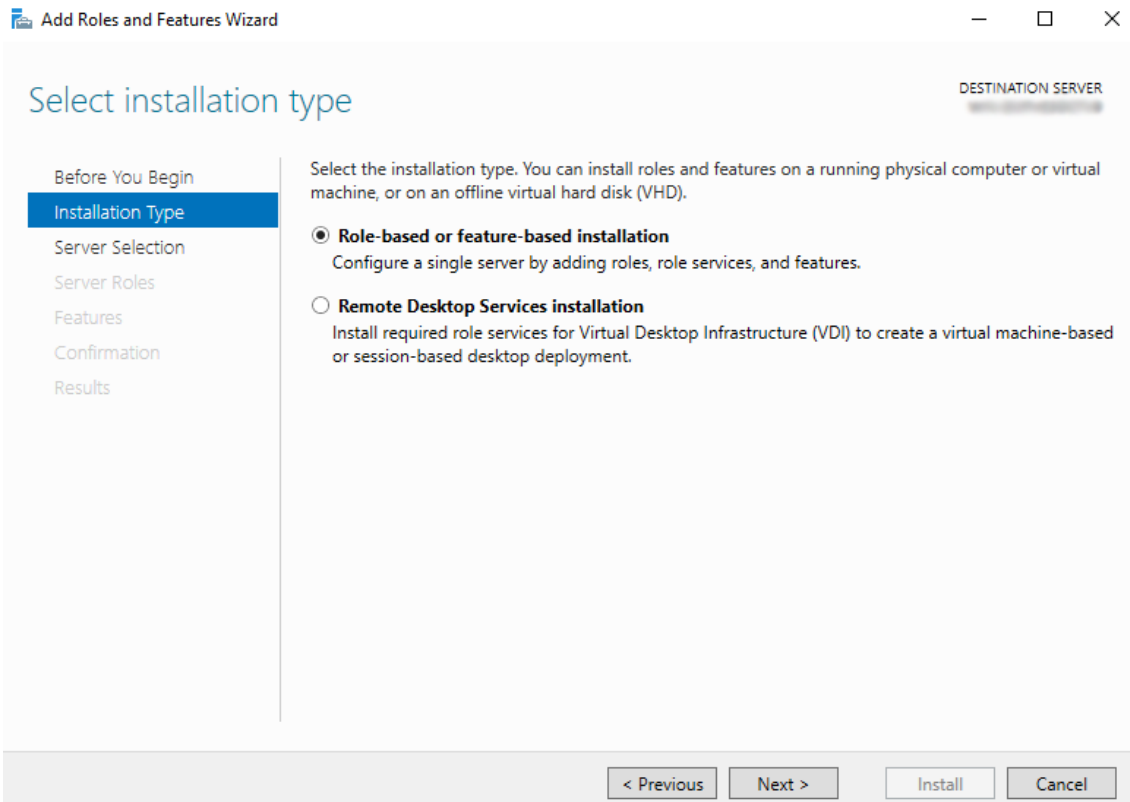 Add Roles and Features Wizard
Select installation type
DESTINATION SERVER
Before You Begin
Installation Type
Server Selection
Server Roles
Features
Confirmation
Results
Select the installation type. You can install roles and features on a running physical computer or virtual
machine, or on an offline virtual hard disk (VHD).
Role-based or feature-based installation
Configure a single server by adding roles, role services, and features.
Remote Desktop Services installation
Install required role services for Virtual Desktop Infrastructure (VDI) to create a virtual machine-based
or session-based desktop deployment.
< Previous
Next >
Install
Cancel